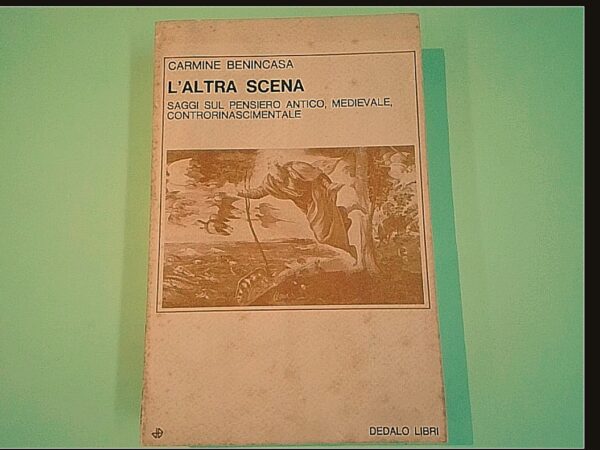 CARMINE BENINCASA
L'ALTRA SCENA
SAGGI SUL PENSIERO ANTICO, MEDIEVALE,
CONTRORINASCIMENTALE
DEDALO LIBRI